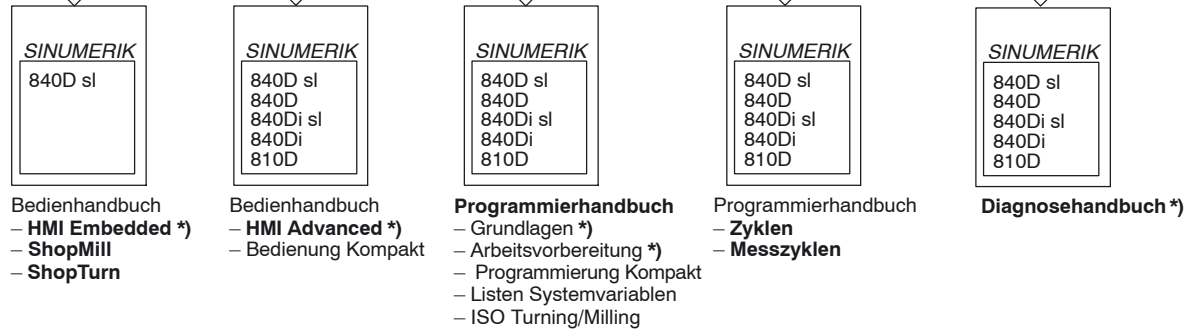 SINUMERIK
840D sl
Bedienhandbuch
– HMI Embedded *)
– ShopMill
– ShopTurn
SINUMERIK
840D sl
840D
840Di sl
840Di
810D
Bedienhandbuch
– HMI Advanced *)
– Bedienung Kompakt
SINUMERIK
840D sl
840D
840Di sl
840Di
810D
Programmierhandbuch
– Grundlagen *)
– Arbeitsvorbereitung *)
– Programmierung Kompakt
– Listen Systemvariablen
– ISO Turning/Milling
SINUMERIK
840D sl
840D
840Di sl
840Di
810D
Programmierhandbuch
– Zyklen
– Messzyklen
SINUMERIK
840D sl
840D
840Di sl
840Di
810D
Diagnosehandbuch *)